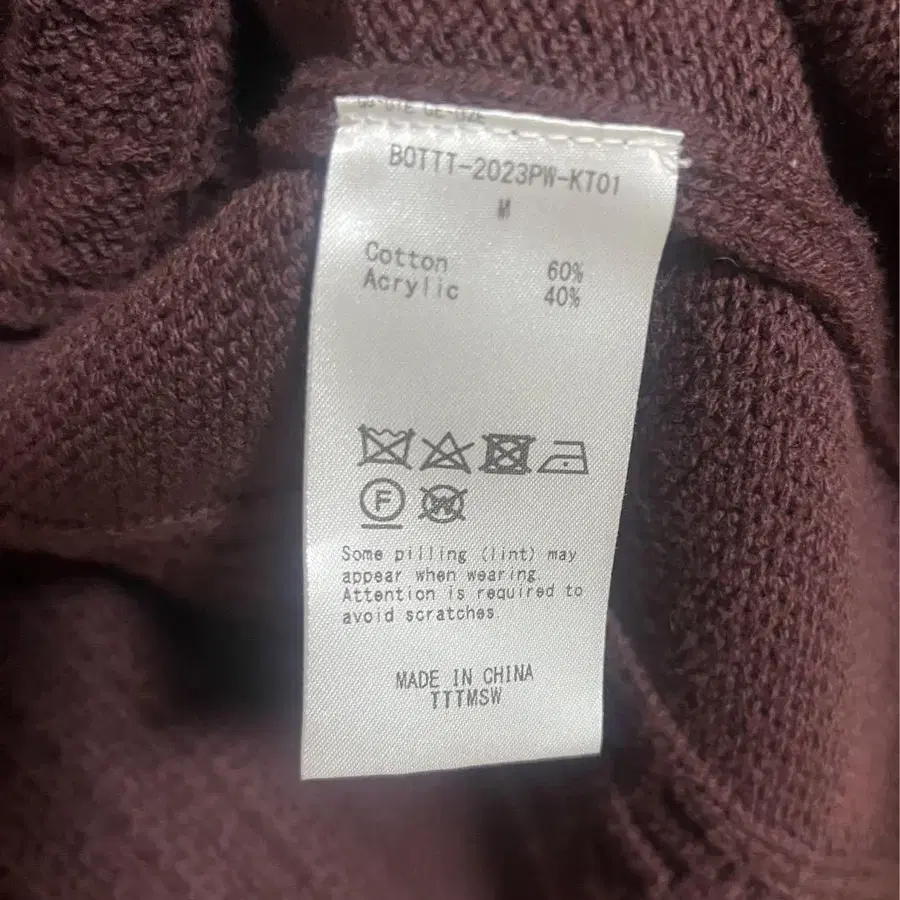 BOTTT-2023PW-KT01
M
Cotton 60%
Acrylic 40%
F
W
Some pilling (lint) may
appear when wearing.
Attention is required to
avoid scratches.
MADE IN CHINA
TTTMSW